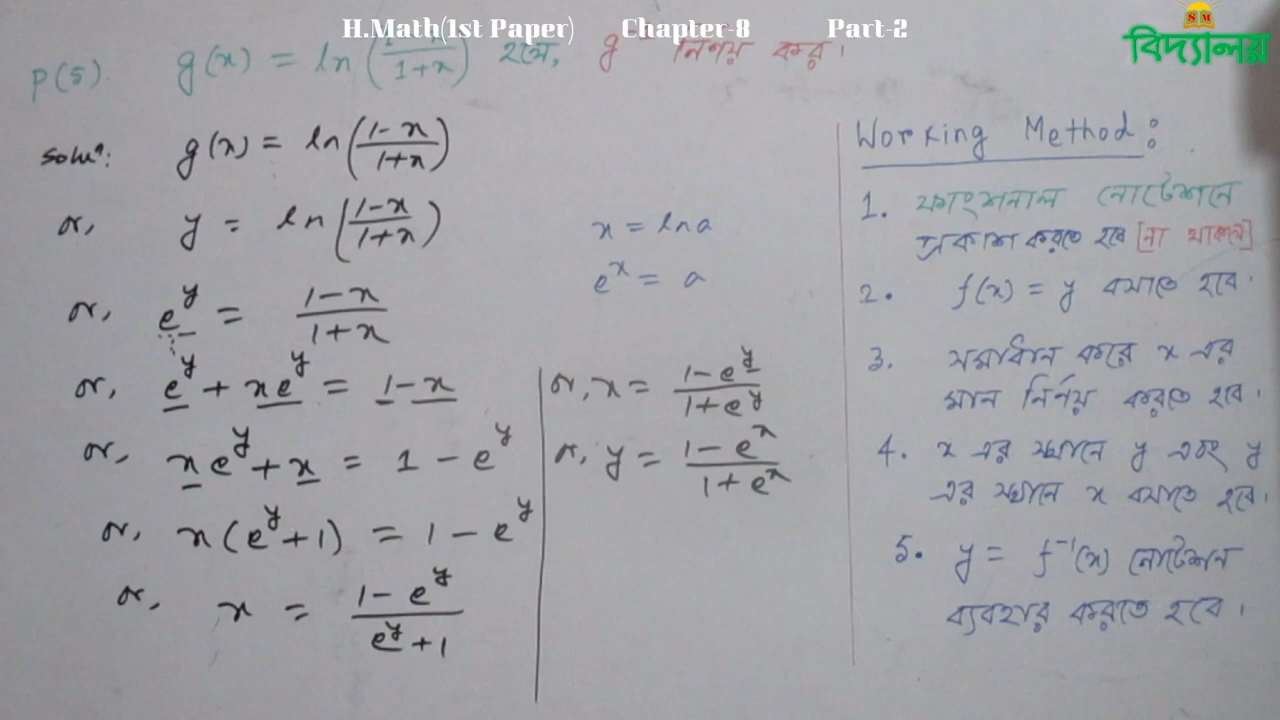 H.Math(1st Paper) Chapter-8 Part-2
বিদ্যালয়
SM
P(5). g(x) = ln(1-x/1+x) হলে, g⁻¹ নির্ণয় কর।
Solⁿ: g(x) = ln(1-x/1+x)
or, y = ln(1-x/1+x)
or, e^y = 1-x/1+x
or, e^y + xe^y = 1-x
or, xe^y + x = 1 - e^y
or, x(e^y+1) = 1 - e^y
or, x = 1-e^y/e^y+1
x = ln a
e^x = a
or, x = 1-e^y/1+e^y
or, y = 1-e^x/1+e^x
Working Method:
1. ফাংশনাল নোটেশনে
প্রকাশ করতে হবে [না থাকলে]
2. f(x) = y বসাতে হবে।
3. সমাধান করে x এর
মান নির্ণয় করতে হবে।
4. x এর স্থানে y এবং y
এর স্থানে x বসাতে হবে।
5. y = f⁻¹(x) নোটেশন
ব্যবহার করতে হবে।